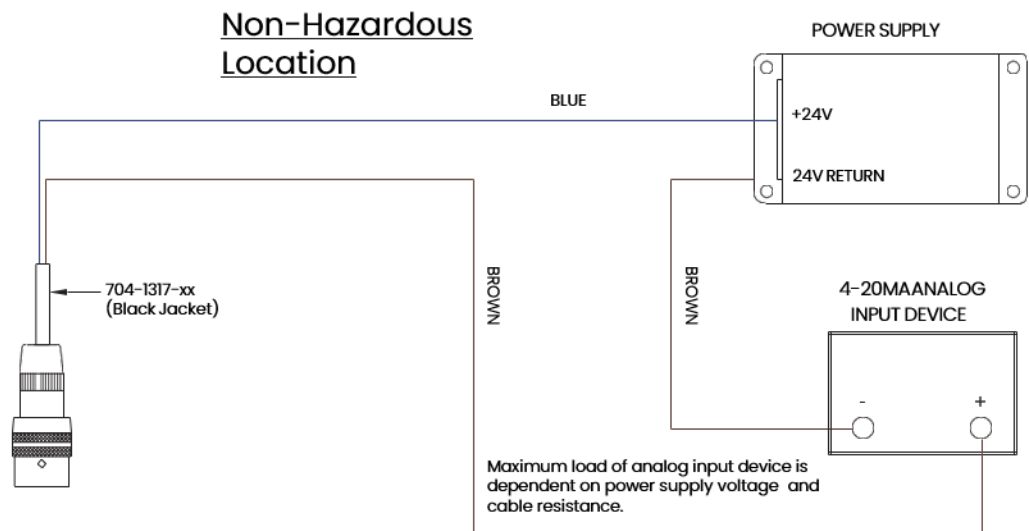 Non-Hazardous
Location
POWER SUPPLY
BLUE
+24V
24V RETURN
704-1317-xx
(Black Jacket)
BROWN
BROWN
4-20MAANALOG
INPUT DEVICE
- +
Maximum load of analog input device is
dependent on power supply voltage and
cable resistance.